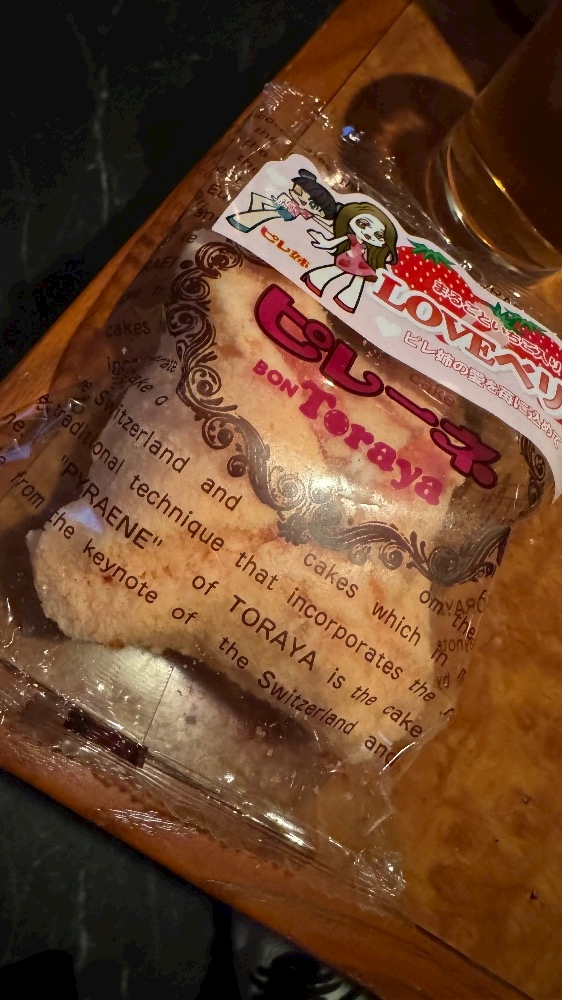 ピレ姉
まるごといちご入り
LOVEベリ
ピレ姉の愛を苺に込めて
ピレーネ
BON Toraya
cakes
Switzerland and
cakes which
traditional technique that incorporates the
"PYRAENE" of TORAYA is the cake
from the keynote of the Switzerland and